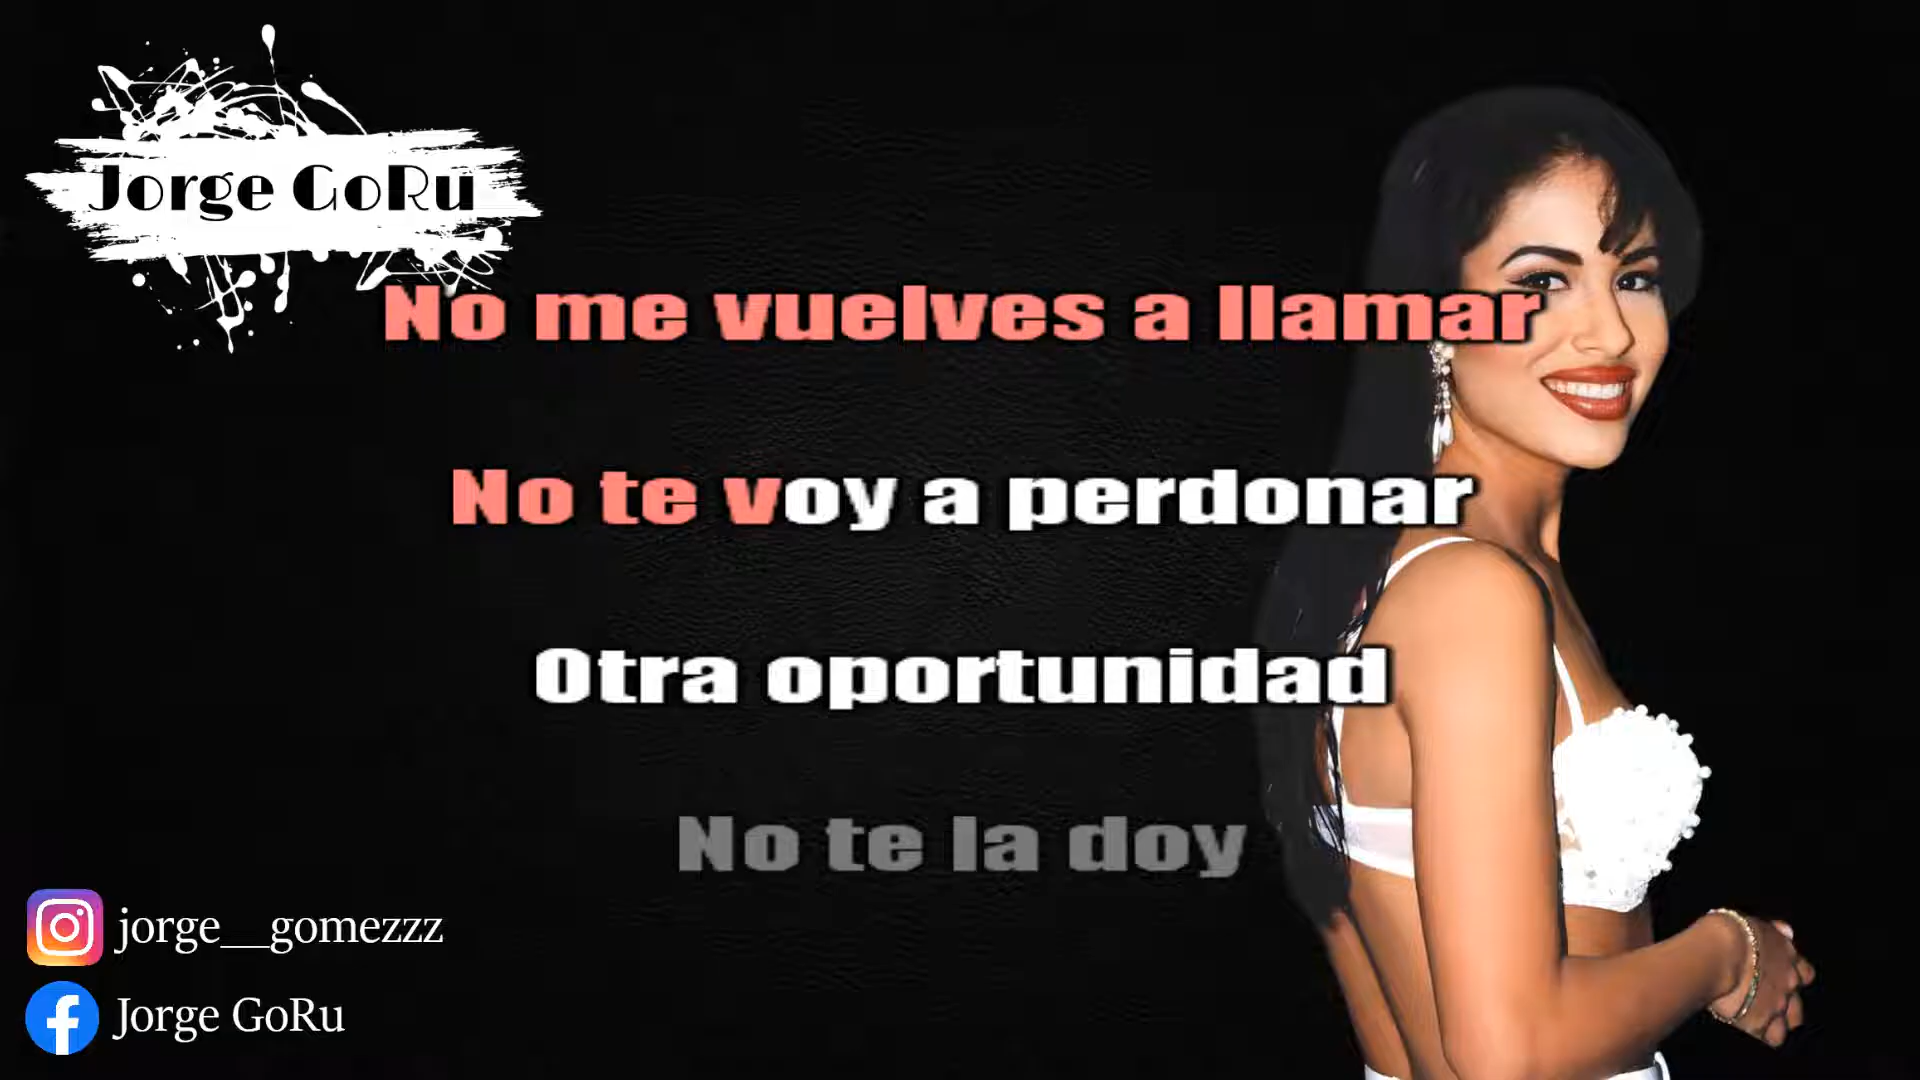 Jorge GoRu
No me vuelves a llamar
No te voy a perdonar
Otra oportunidad
No te la doy
jorge__gomezzz
Jorge GoRu